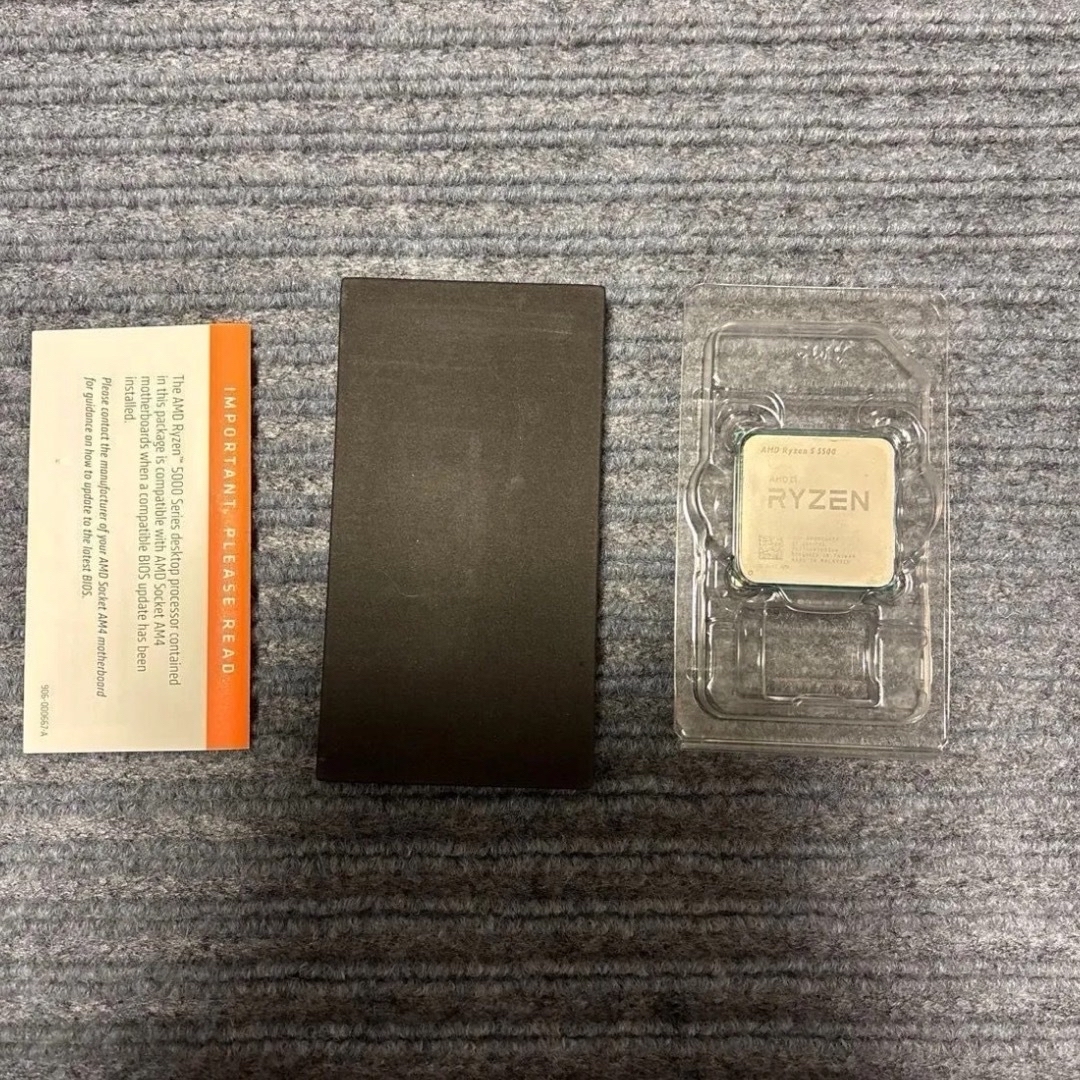 IMPORTANT, PLEASE READ.
The AMD Ryzen™ 5000 Series desktop processor contained
in this package is compatible with AMD Socket AM4
motherboards when a compatible BIOS update has been
installed.
Please contact the manufacturer of your AMD Socket AM4 motherboard
for guidance on how to update to the latest BIOS.
906-000667-A
AMD Ryzen 5 5500
AMD
RYZEN